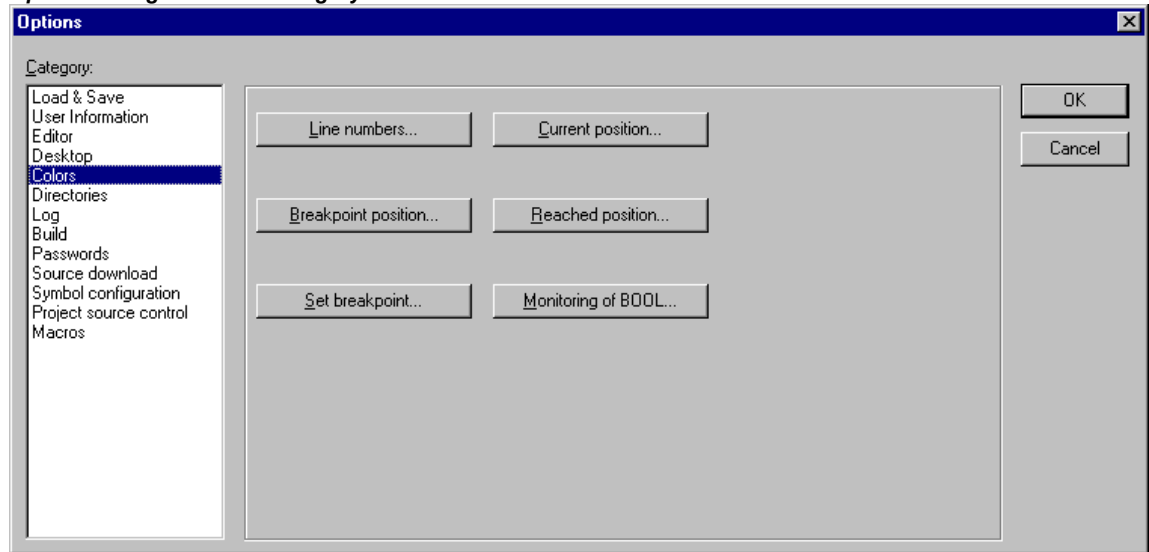 Options
Category:
Load & Save
User Information
Editor
Desktop
Colors
Directories
Log
Build
Passwords
Source download
Symbol configuration
Project source control
Macros
Line numbers...
Current position...
Breakpoint position...
Reached position...
Set breakpoint...
Monitoring of BOOL...
OK
Cancel